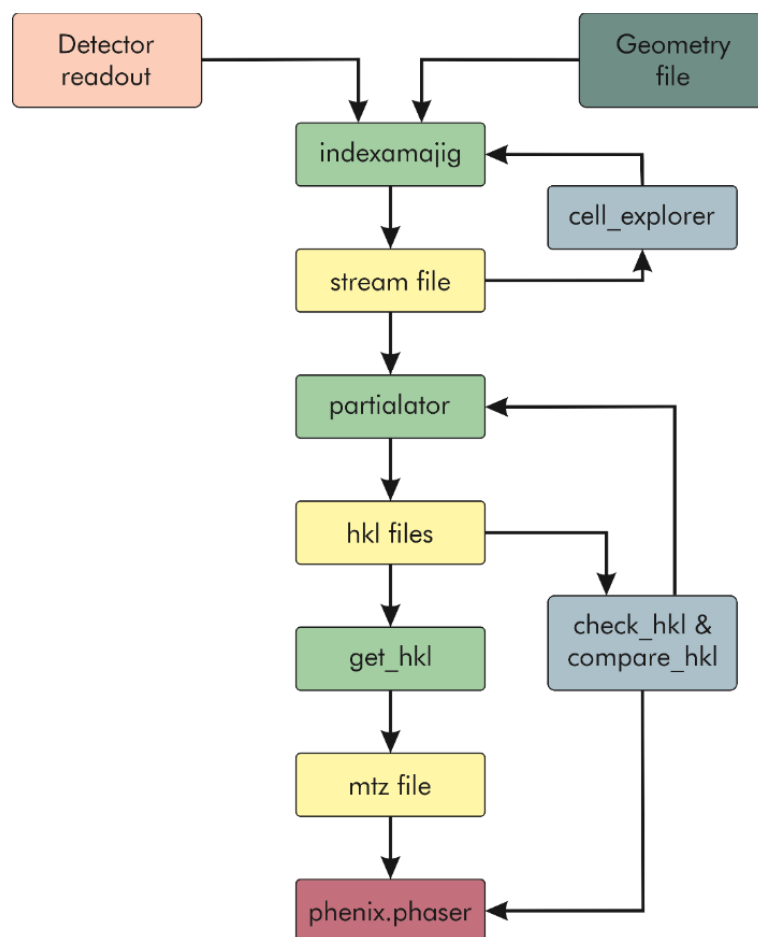 Detector
readout
Geometry
file
indexamajig
cell_explorer
stream file
partialator
hkl files
check_hkl &
compare_hkl
get_hkl
mtz file
phenix.phaser